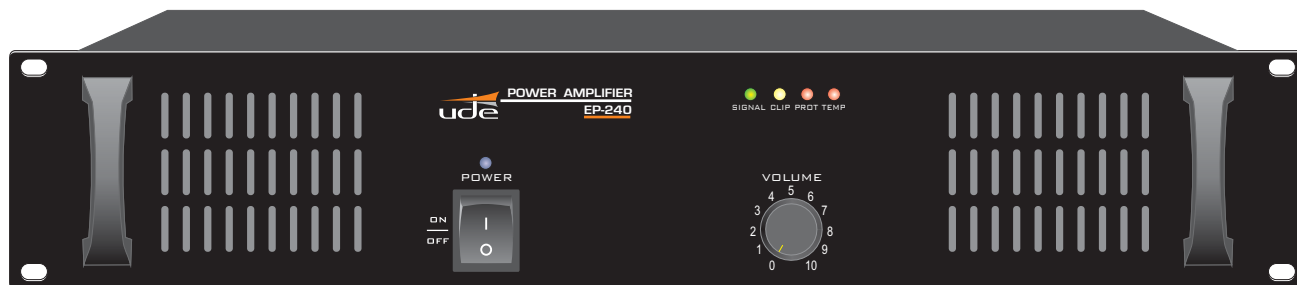 ude
POWER AMPLIFIER
EP-240
SIGNAL CLIP PROT TEMP
POWER
ON
OFF
I
O
VOLUME
0 1 2 3 4 5 6 7 8 9 10